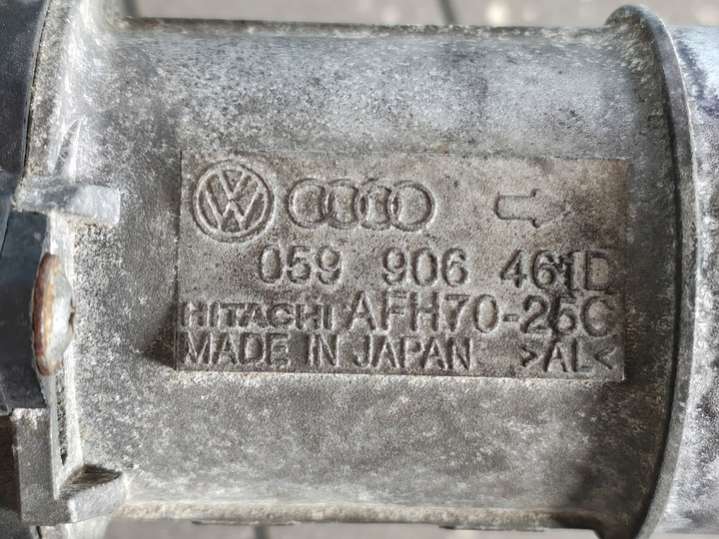 059 906 461D
HITACHI AFH70-25C
MADE IN JAPAN >AL<